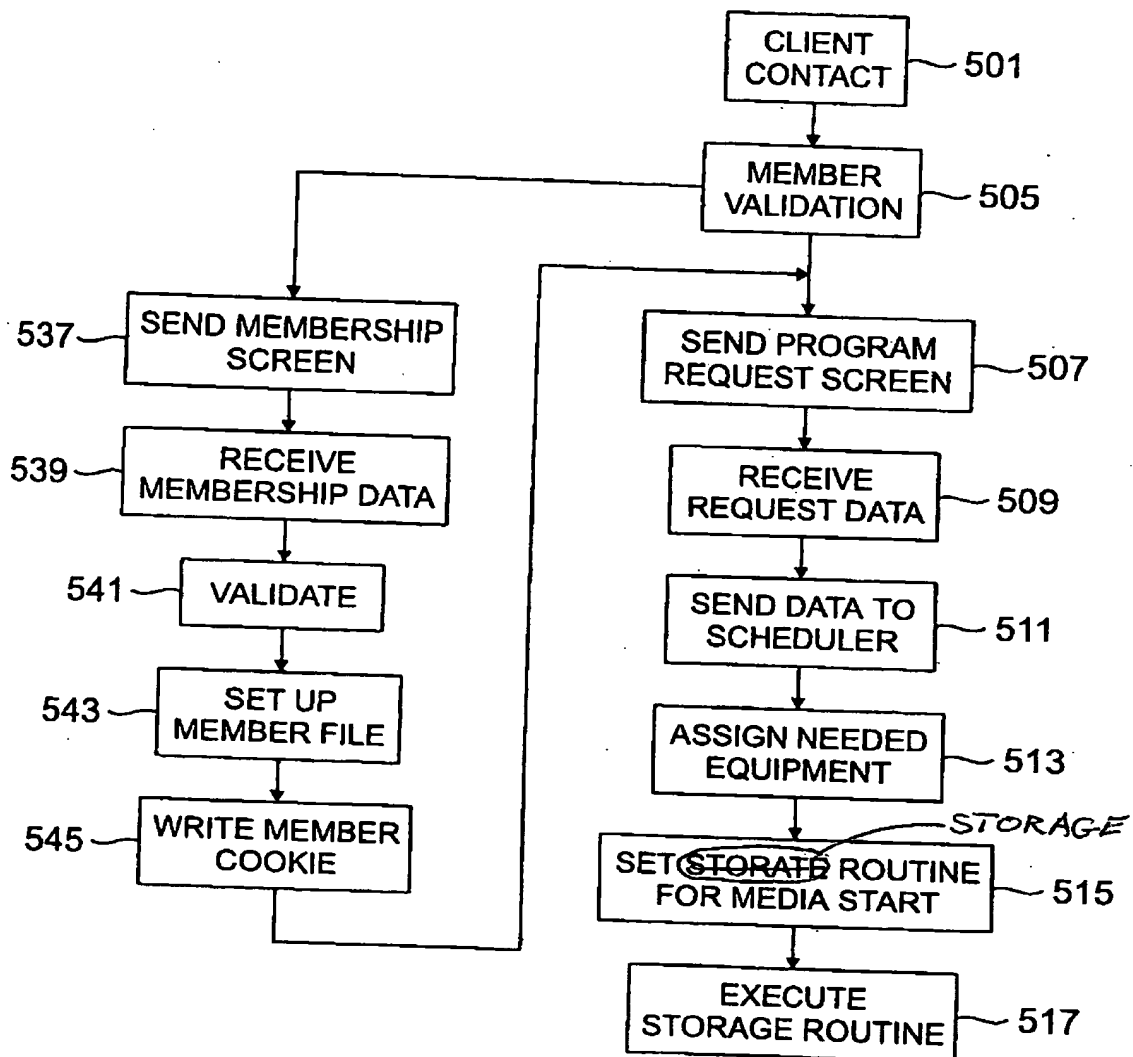 CLIENT
CONTACT
501
MEMBER
VALIDATION
505
SEND MEMBERSHIP
SCREEN
537
RECEIVE
MEMBERSHIP DATA
539
VALIDATE
541
SET UP
MEMBER FILE
543
WRITE MEMBER
COOKIE
545
SEND PROGRAM
REQUEST SCREEN
507
RECEIVE
REQUEST DATA
509
SEND DATA TO
SCHEDULER
511
ASSIGN NEEDED
EQUIPMENT
513
STORAGE
SET STORATE ROUTINE
FOR MEDIA START
515
EXECUTE
STORAGE ROUTINE
517